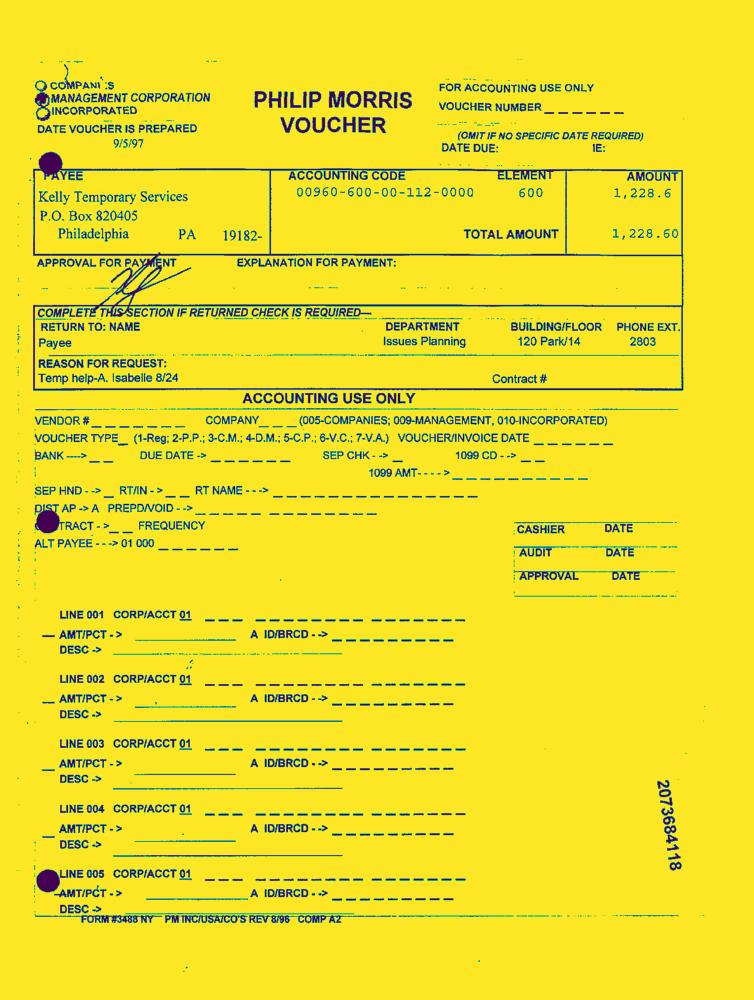 COMPANI :S
MANAGEMENT CORPORATION
INCORPORATED
DATE VOUCHER IS PREPARED
9/5/97
PHILIP MORRIS
VOUCHER
FOR ACCOUNTING USE ONLY
VOUCHER NUMBER _ _ _ _ _ _
(OMIT IF NO SPECIFIC DATE REQUIRED)
DATE DUE: IE:
PAYEE ACCOUNTING CODE ELEMENT AMOUNT
Kelly Temporary Services 00960-600-00-112-0000 600 1,228.6
P.O. Box 820405
Philadelphia PA 19182- TOTAL AMOUNT 1,228.60
APPROVAL FOR PAYMENT EXPLANATION FOR PAYMENT:
COMPLETE THIS SECTION IF RETURNED CHECK IS REQUIRED—
RETURN TO: NAME DEPARTMENT BUILDING/FLOOR PHONE EXT.
Payee Issues Planning 120 Park/14 2803
REASON FOR REQUEST:
Temp help-A. Isabelle 8/24 Contract #
ACCOUNTING USE ONLY
VENDOR # _ _ _ _ _ _ _ COMPANY _ _ _ (005-COMPANIES; 009-MANAGEMENT, 010-INCORPORATED)
VOUCHER TYPE_ (1-Reg; 2-P.P.; 3-C.M.; 4-D.M.; 5-C.P.; 6-V.C.; 7-V.A.) VOUCHER/INVOICE DATE _ _ _ _ _ _
BANK ----> _ _ DUE DATE -> _ _ _ _ _ _ SEP CHK - -> _ 1099 CD - -> _ _
1099 AMT- - - - > _ _ _ _ _ _ _ _ _ _
SEP HND - -> _ RT/IN - > _ _ RT NAME - - -> _ _ _ _ _ _ _ _ _ _ _ _ _ _ _
DIST AP -> A PREPD/VOID - -> _ _ _ _ _ _ _ _ _ _
TRACT - > _ _ FREQUENCY
ALT PAYEE - - -> 01 000 _ _ _ _ _ _
CASHIER DATE
AUDIT DATE
APPROVAL DATE
LINE 001 CORP/ACCT 01 _ _ _ _ _ _ _ _ _ _ _ _ _
— AMT/PCT - > A ID/BRCD - -> _ _ _ _ _ _ _ _ _
DESC ->
LINE 002 CORP/ACCT 01 _ _ _ _ _ _ _ _ _ _ _ _ _
— AMT/PCT - > A ID/BRCD - -> _ _ _ _ _ _ _ _ _
DESC ->
LINE 003 CORP/ACCT 01 _ _ _ _ _ _ _ _ _ _ _ _ _
— AMT/PCT - > A ID/BRCD - -> _ _ _ _ _ _ _ _ _
DESC ->
LINE 004 CORP/ACCT 01 _ _ _ _ _ _ _ _ _ _ _ _ _
— AMT/PCT - > A ID/BRCD - -> _ _ _ _ _ _ _ _ _
DESC ->
LINE 005 CORP/ACCT 01 _ _ _ _ _ _ _ _ _ _ _ _ _
— AMT/PCT - > A ID/BRCD - -> _ _ _ _ _ _ _ _ _
DESC ->
FORM #3488 NY PM INC/USA/CO'S REV 8/96 COMP A2
2073684118